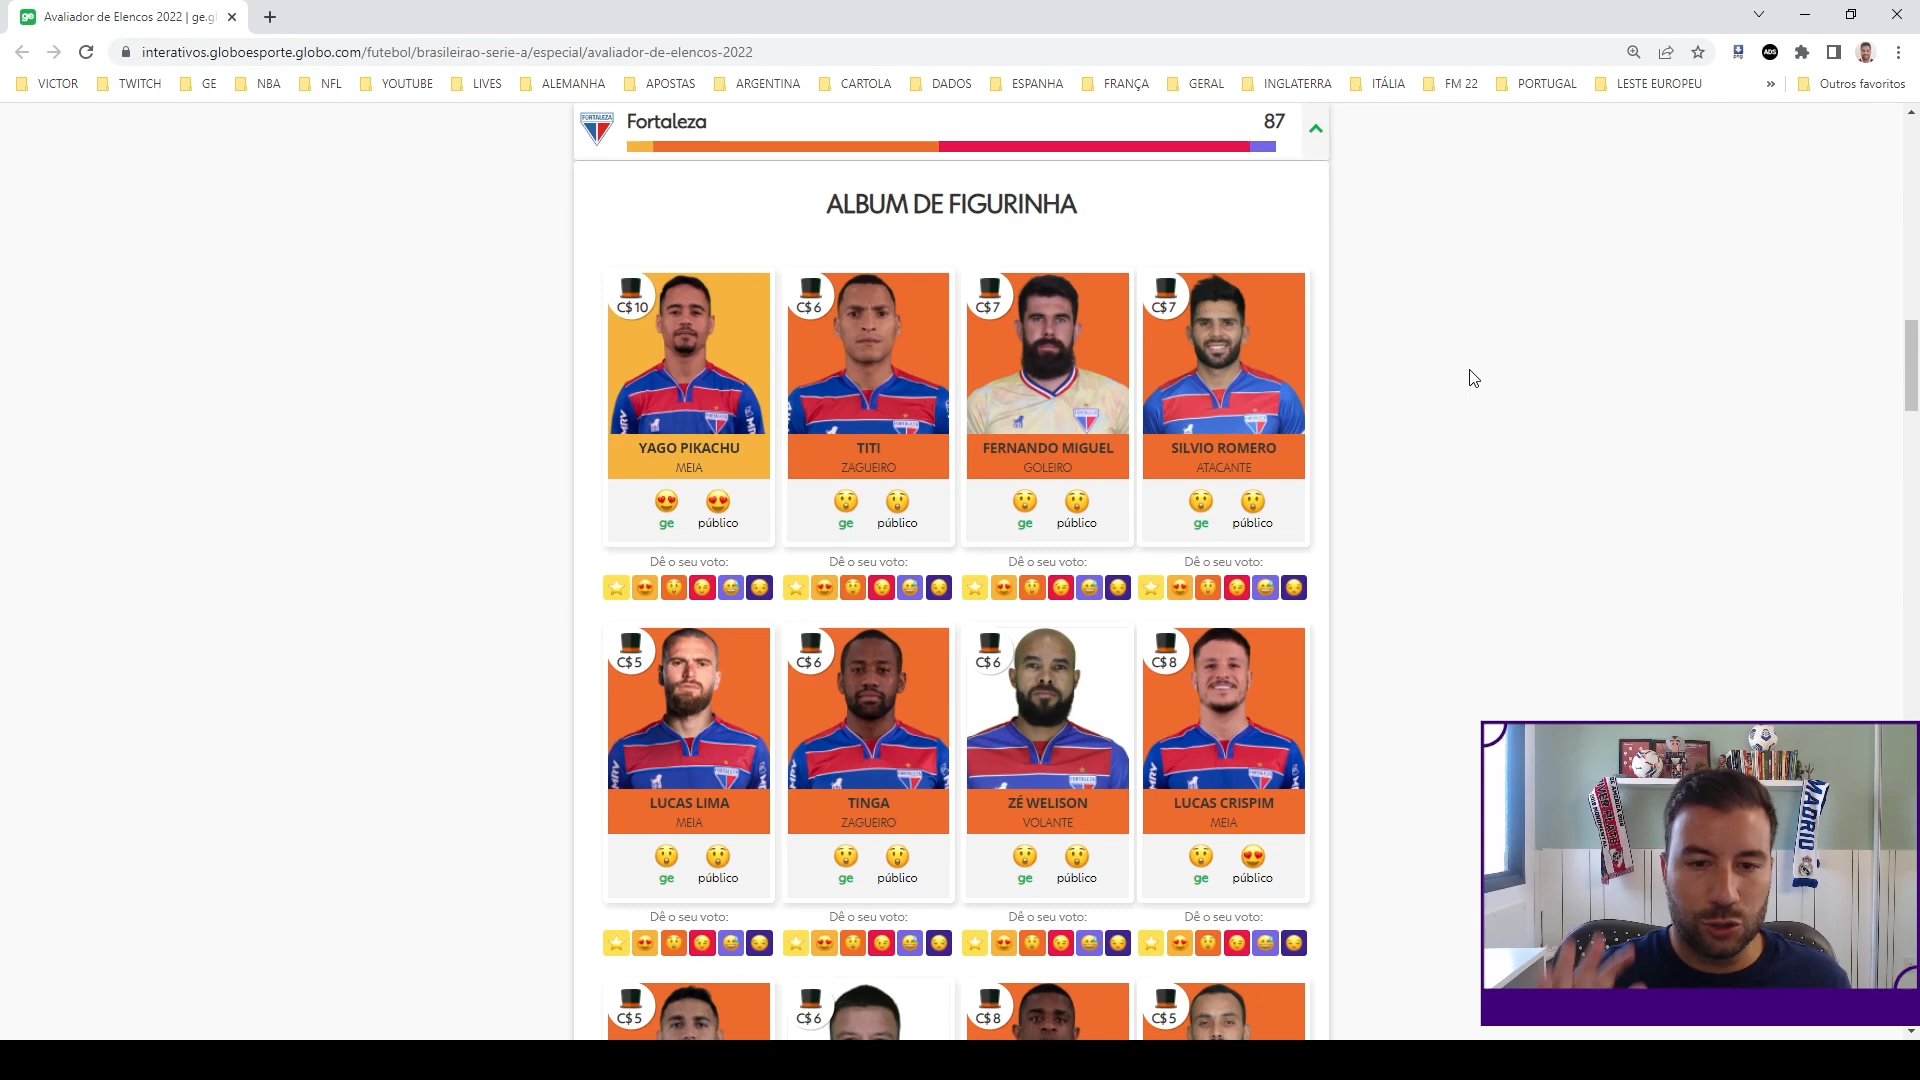 Avaliador de Elencos 2022 | ge.gl
interativos.globoesporte.globo.com/futebol/brasileirao-serie-a/especial/avaliador-de-elencos-2022
VICTOR TWITCH GE NBA NFL YOUTUBE LIVES ALEMANHA APOSTAS ARGENTINA CARTOLA DADOS ESPANHA FRANÇA GERAL INGLATERRA ITÁLIA FM 22 PORTUGAL LESTE EUROPEU » Outros favoritos
Fortaleza 87
ALBUM DE FIGURINHA
C$ 10 C$ 6 C$ 7 C$ 7
YAGO PIKACHU TITI FERNANDO MIGUEL SILVIO ROMERO
MEIA ZAGUEIRO GOLEIRO ATACANTE
ge público ge público ge público ge público
Dê o seu voto: Dê o seu voto: Dê o seu voto: Dê o seu voto:
C$ 5 C$ 6 C$ 6 C$ 8
LUCAS LIMA TINGA ZÉ WELISON LUCAS CRISPIM
MEIA ZAGUEIRO VOLANTE MEIA
ge público ge público ge público ge público
Dê o seu voto: Dê o seu voto: Dê o seu voto: Dê o seu voto:
C$ 5 C$ 6 C$ 8 C$ 5
MADRID